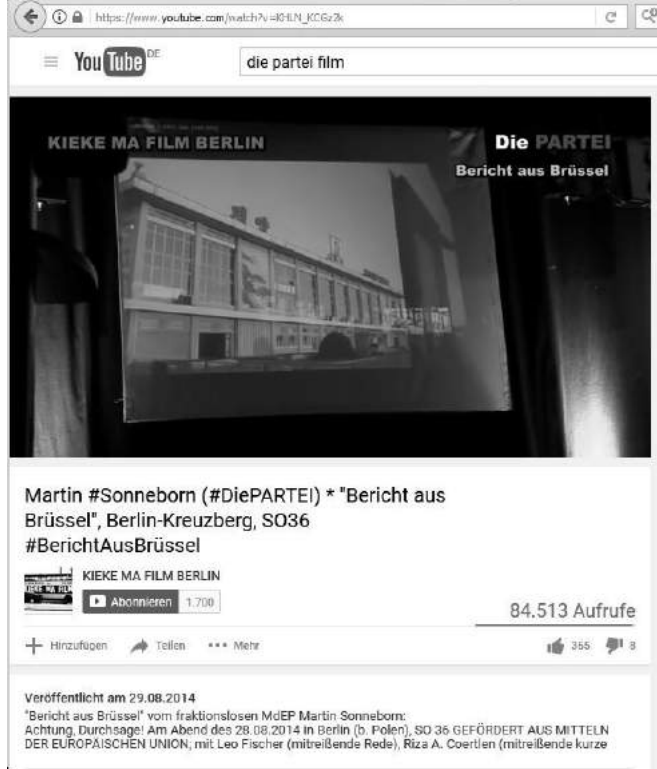 https://www.youtube.com/watch?v=
YouTube DE
die partei film
KIEKE MA FILM BERLIN
Die PARTEI
Bericht aus Brüssel
Martin #Sonneborn (#DiePARTEI) * "Bericht aus
Brüssel", Berlin-Kreuzberg, SO36
#BerichtAusBrüssel
KIEKE MA FILM BERLIN
Abonnieren 1.700
84.513 Aufrufe
Hinzufügen Teilen Mehr 365 8
Veröffentlicht am 29.08.2014
"Bericht aus Brüssel" vom fraktionslosen MdEP Martin Sonneborn:
Achtung, Durchsage! Am Abend des 28.08.2014 in Berlin (b. Polen), SO 36 GEFÖRDERT AUS MITTELN
DER EUROPÄISCHEN UNION; mit Leo Fischer (mitreißende Rede), Riza A. Coertlen (mitreißende kurze